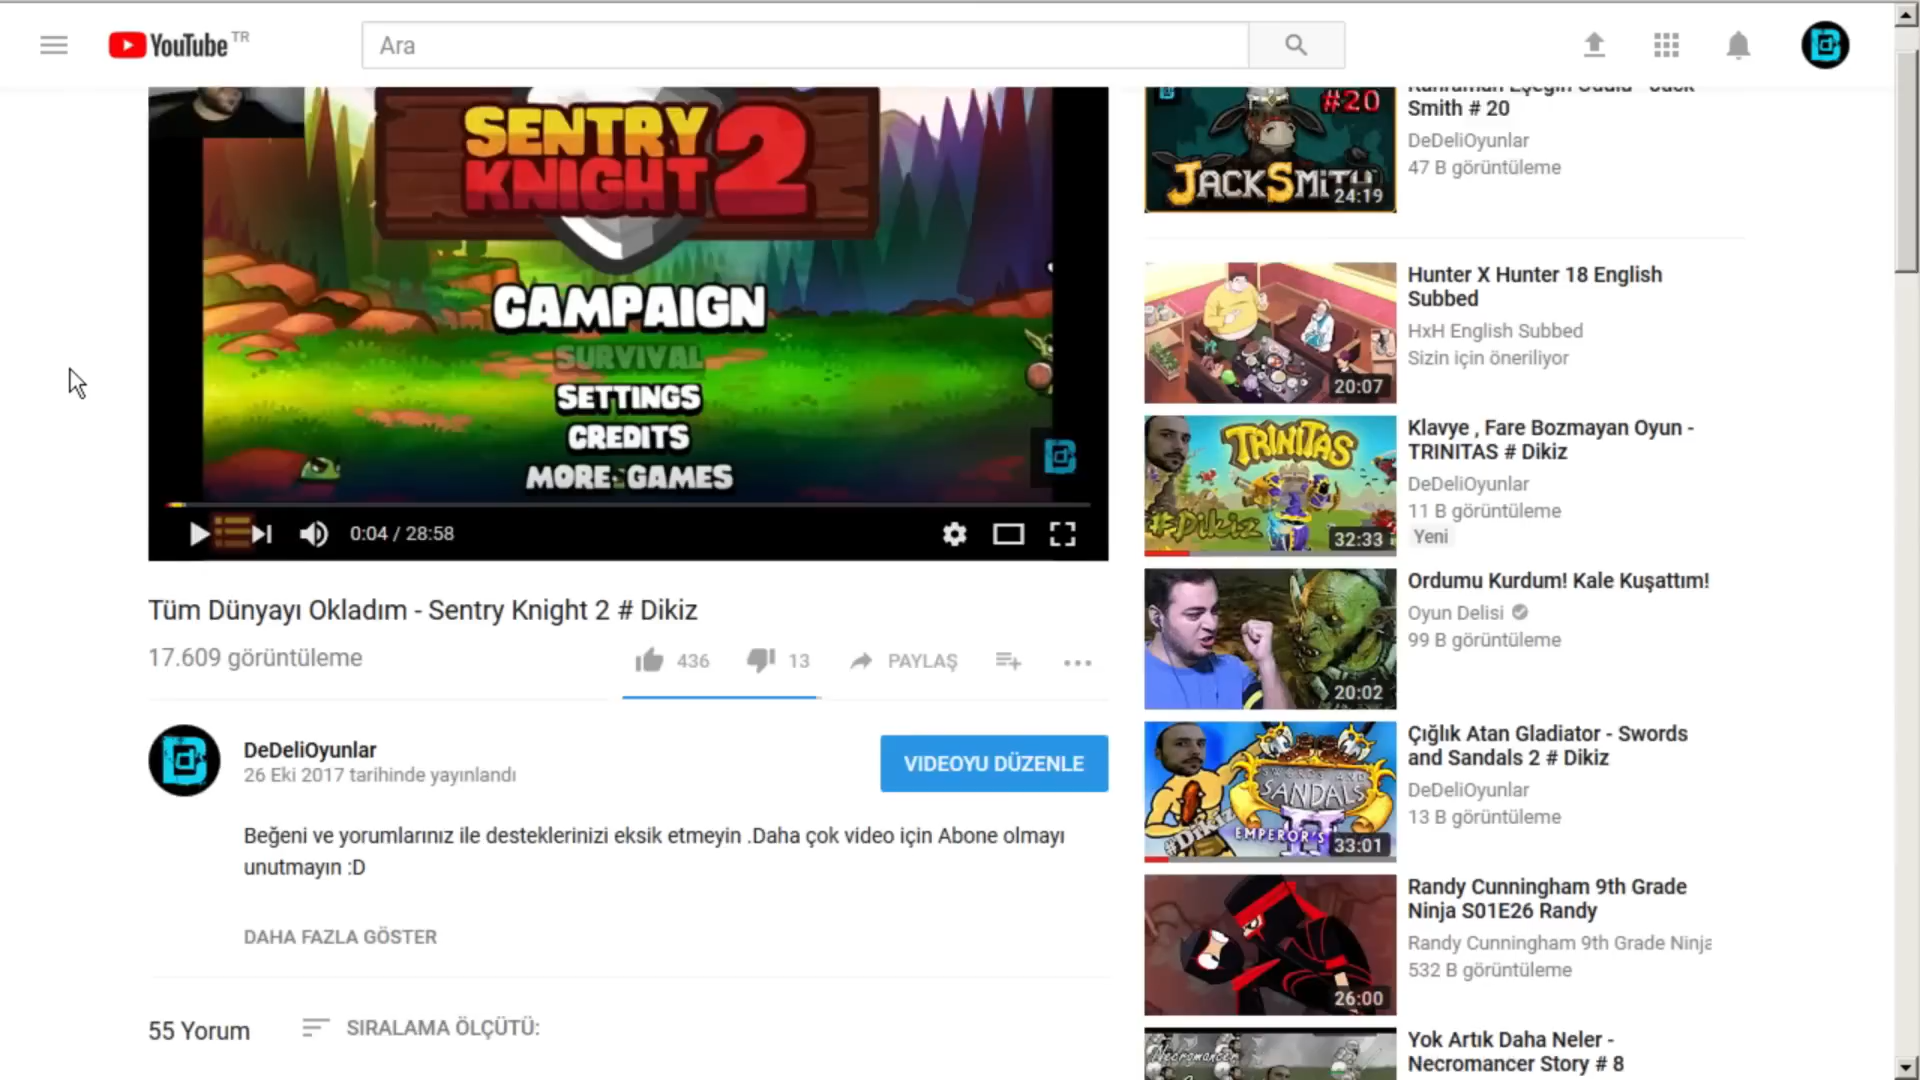 YouTube TR
Ara
SENTRY
KNIGHT 2
CAMPAIGN
SURVIVAL
SETTINGS
CREDITS
MORE GAMES
0:04 / 28:58
Tüm Dünyayı Okladım - Sentry Knight 2 # Dikiz
17.609 görüntüleme
436
13
PAYLAŞ
DeDeliOyunlar
26 Eki 2017 tarihinde yayınlandı
VIDEOYU DÜZENLE
Beğeni ve yorumlarınız ile desteklerinizi eksik etmeyin .Daha çok video için Abone olmayı
unutmayın :D
DAHA FAZLA GÖSTER
55 Yorum
SIRALAMA ÖLÇÜTÜ:
#20
JACKSMITH
24:19
Smith # 20
DeDeliOyunlar
47 B görüntüleme
20:07
Hunter X Hunter 18 English
Subbed
HxH English Subbed
Sizin için öneriliyor
TRINITAS
#Dikiz
32:33
Klavye , Fare Bozmayan Oyun -
TRINITAS # Dikiz
DeDeliOyunlar
11 B görüntüleme
Yeni
20:02
Ordumu Kurdum! Kale Kuşattım!
Oyun Delisi
99 B görüntüleme
SWORDS AND
SANDALS II
EMPEROR'S
#Dikiz
33:01
Çığlık Atan Gladiator - Swords
and Sandals 2 # Dikiz
DeDeliOyunlar
13 B görüntüleme
26:00
Randy Cunningham 9th Grade
Ninja S01E26 Randy
Randy Cunningham 9th Grade Ninja
532 B görüntüleme
Necromancer
Yok Artık Daha Neler -
Necromancer Story # 8